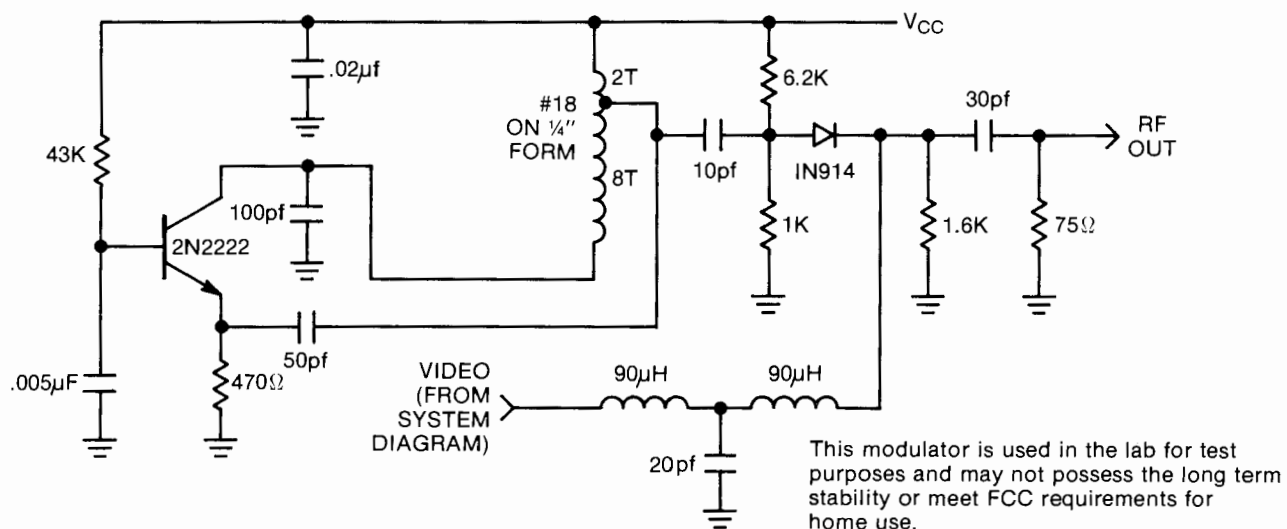 VCC
.02µf
2T
6.2K
#18
ON ¼"
FORM
30pf
RF
OUT
43K
10pf
IN914
8T
100pf
2N2222
1K
1.6K
75Ω
50pf
.005µF
470Ω
VIDEO
(FROM
SYSTEM
DIAGRAM)
90µH
90µH
20pf
This modulator is used in the lab for test
purposes and may not possess the long term
stability or meet FCC requirements for
home use.